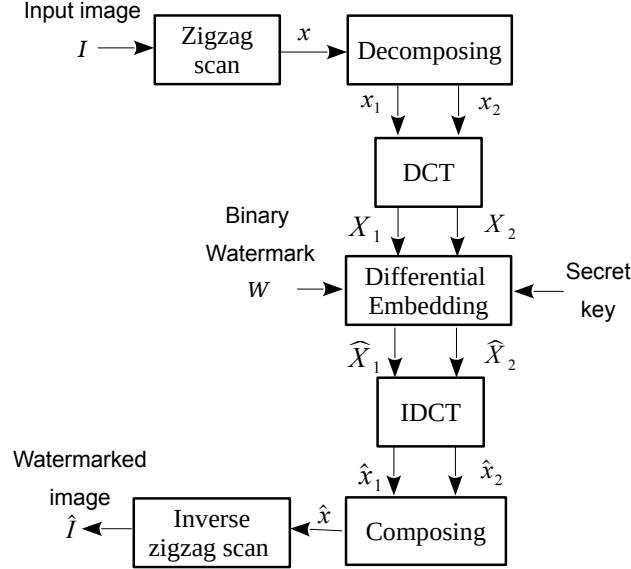 Input image
I
Zigzag
scan
x
Decomposing
x₁
x₂
DCT
X₁
X₂
Binary
Watermark
W
Differential
Embedding
Secret
key
X̂₁
X̂₂
IDCT
x̂₁
x̂₂
Watermarked
image
Î
Inverse
zigzag scan
x̂
Composing